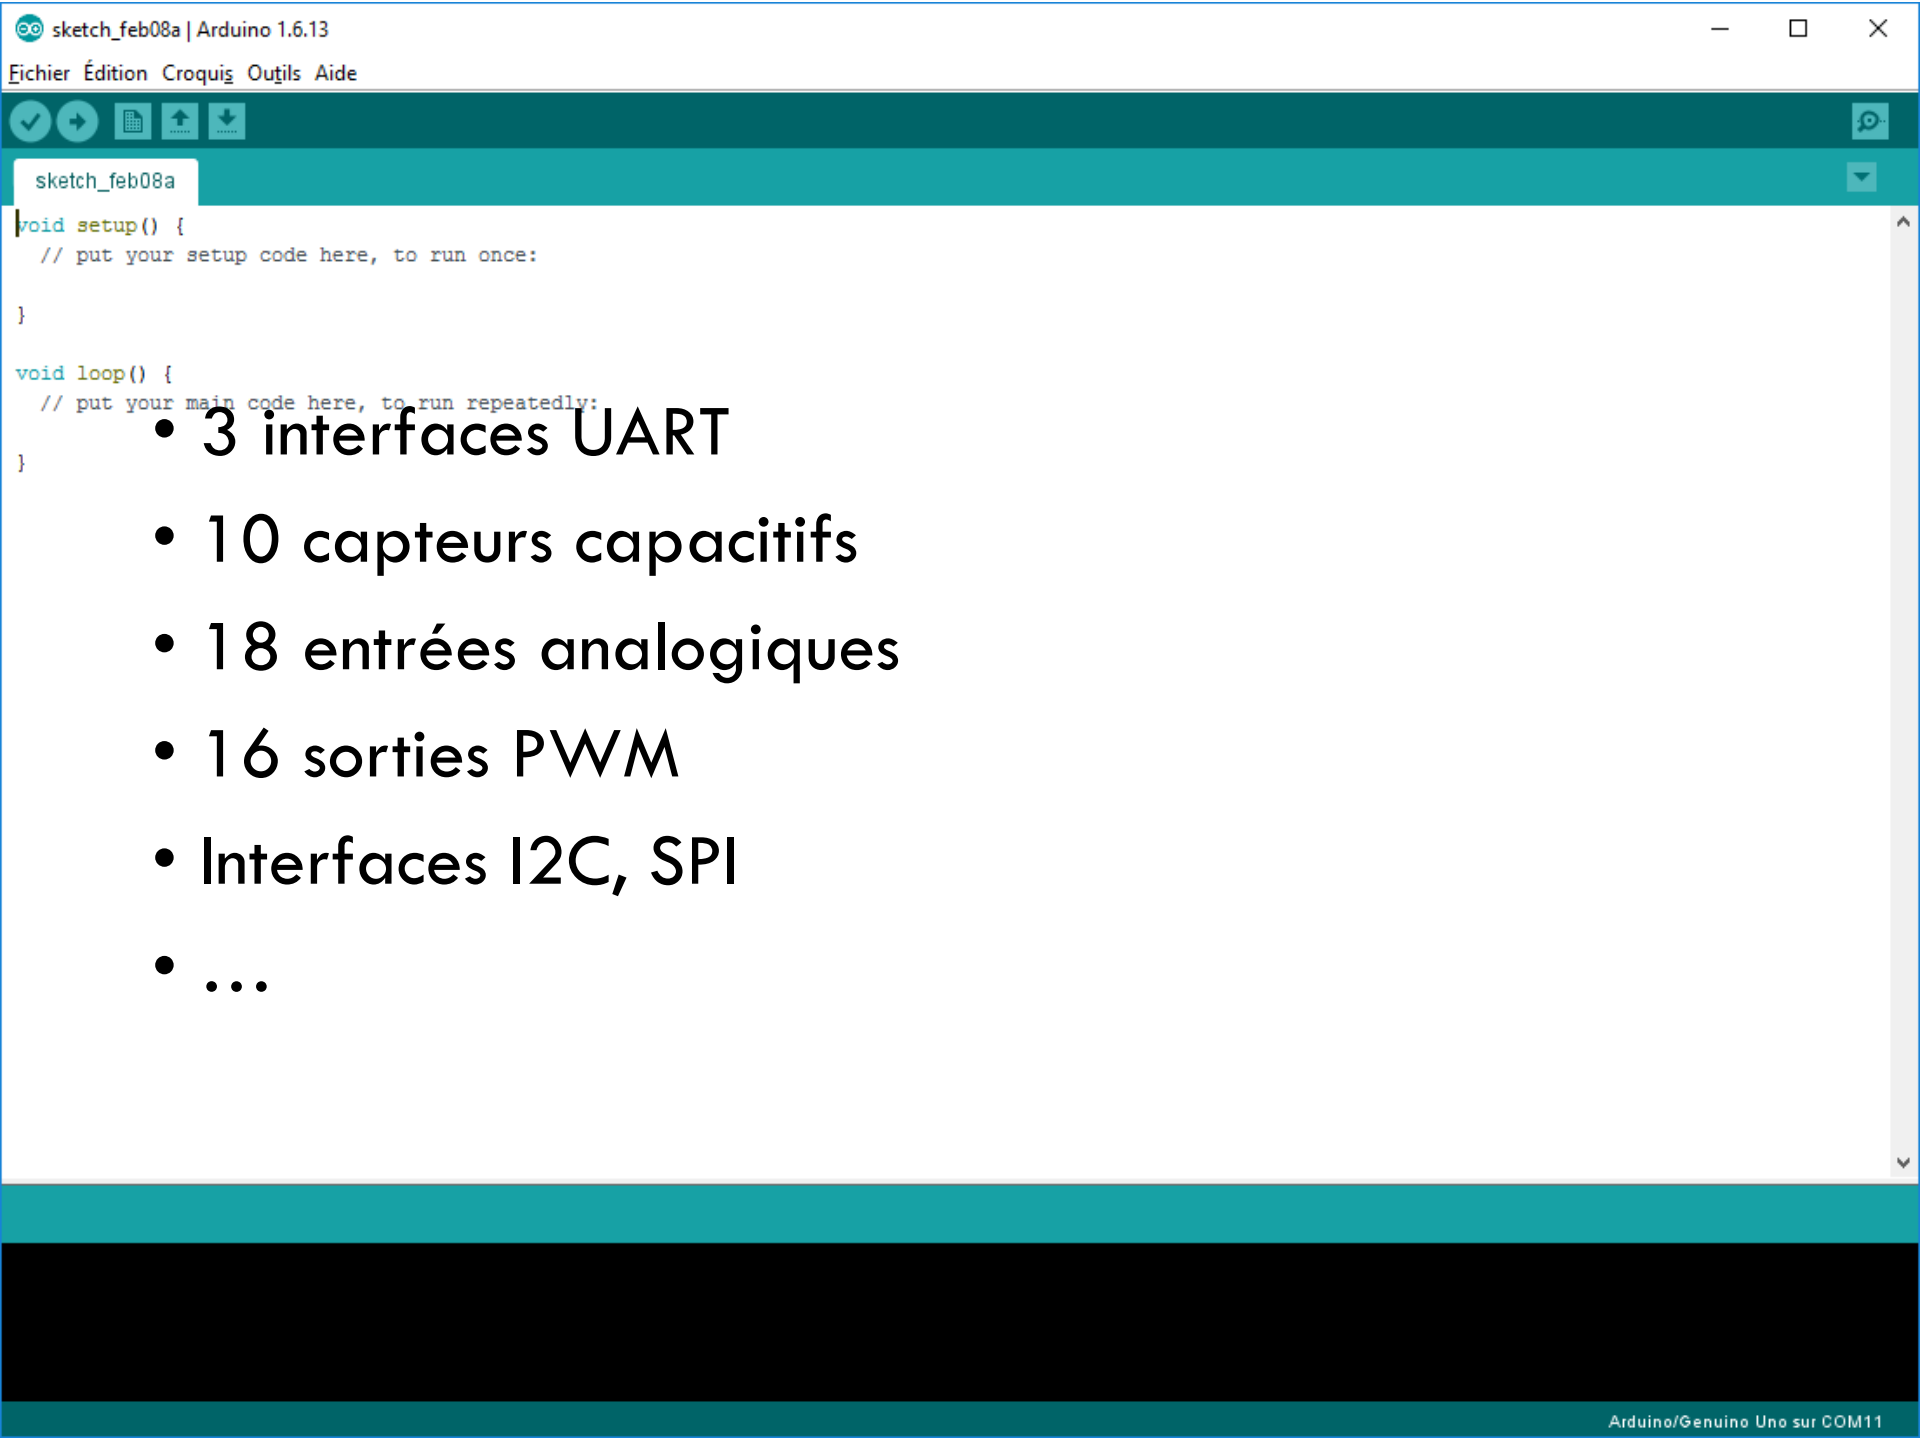 sketch_feb08a | Arduino 1.6.13
Fichier Édition Croquis Outils Aide
sketch_feb08a
void setup() {
  // put your setup code here, to run once:
}
void loop() {
  // put your main code here, to run repeatedly:
}
• 3 interfaces UART
• 10 capteurs capacitifs
• 18 entrées analogiques
• 16 sorties PWM
• Interfaces I2C, SPI
• …
Arduino/Genuino Uno sur COM11